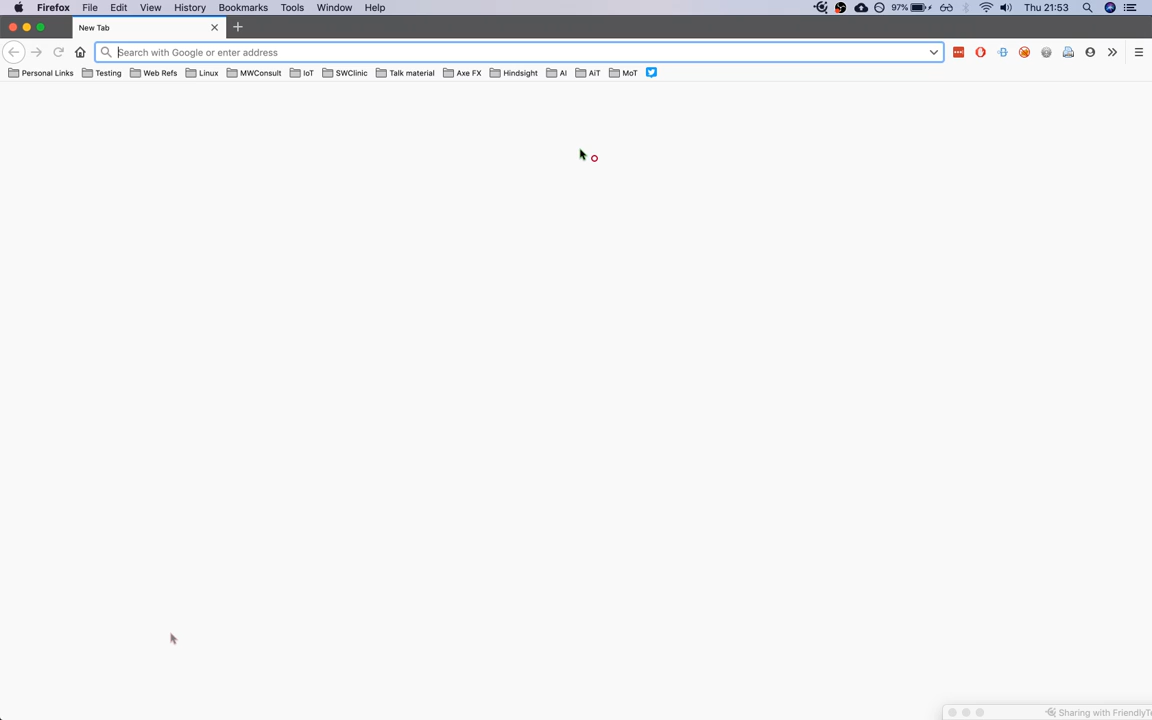 Firefox File Edit View History Bookmarks Tools Window Help 97% Thu 21:53
New Tab
Search with Google or enter address
Personal Links Testing Web Refs Linux MWConsult IoT SWClinic Talk material Axe FX Hindsight AI AiT MoT
Sharing with